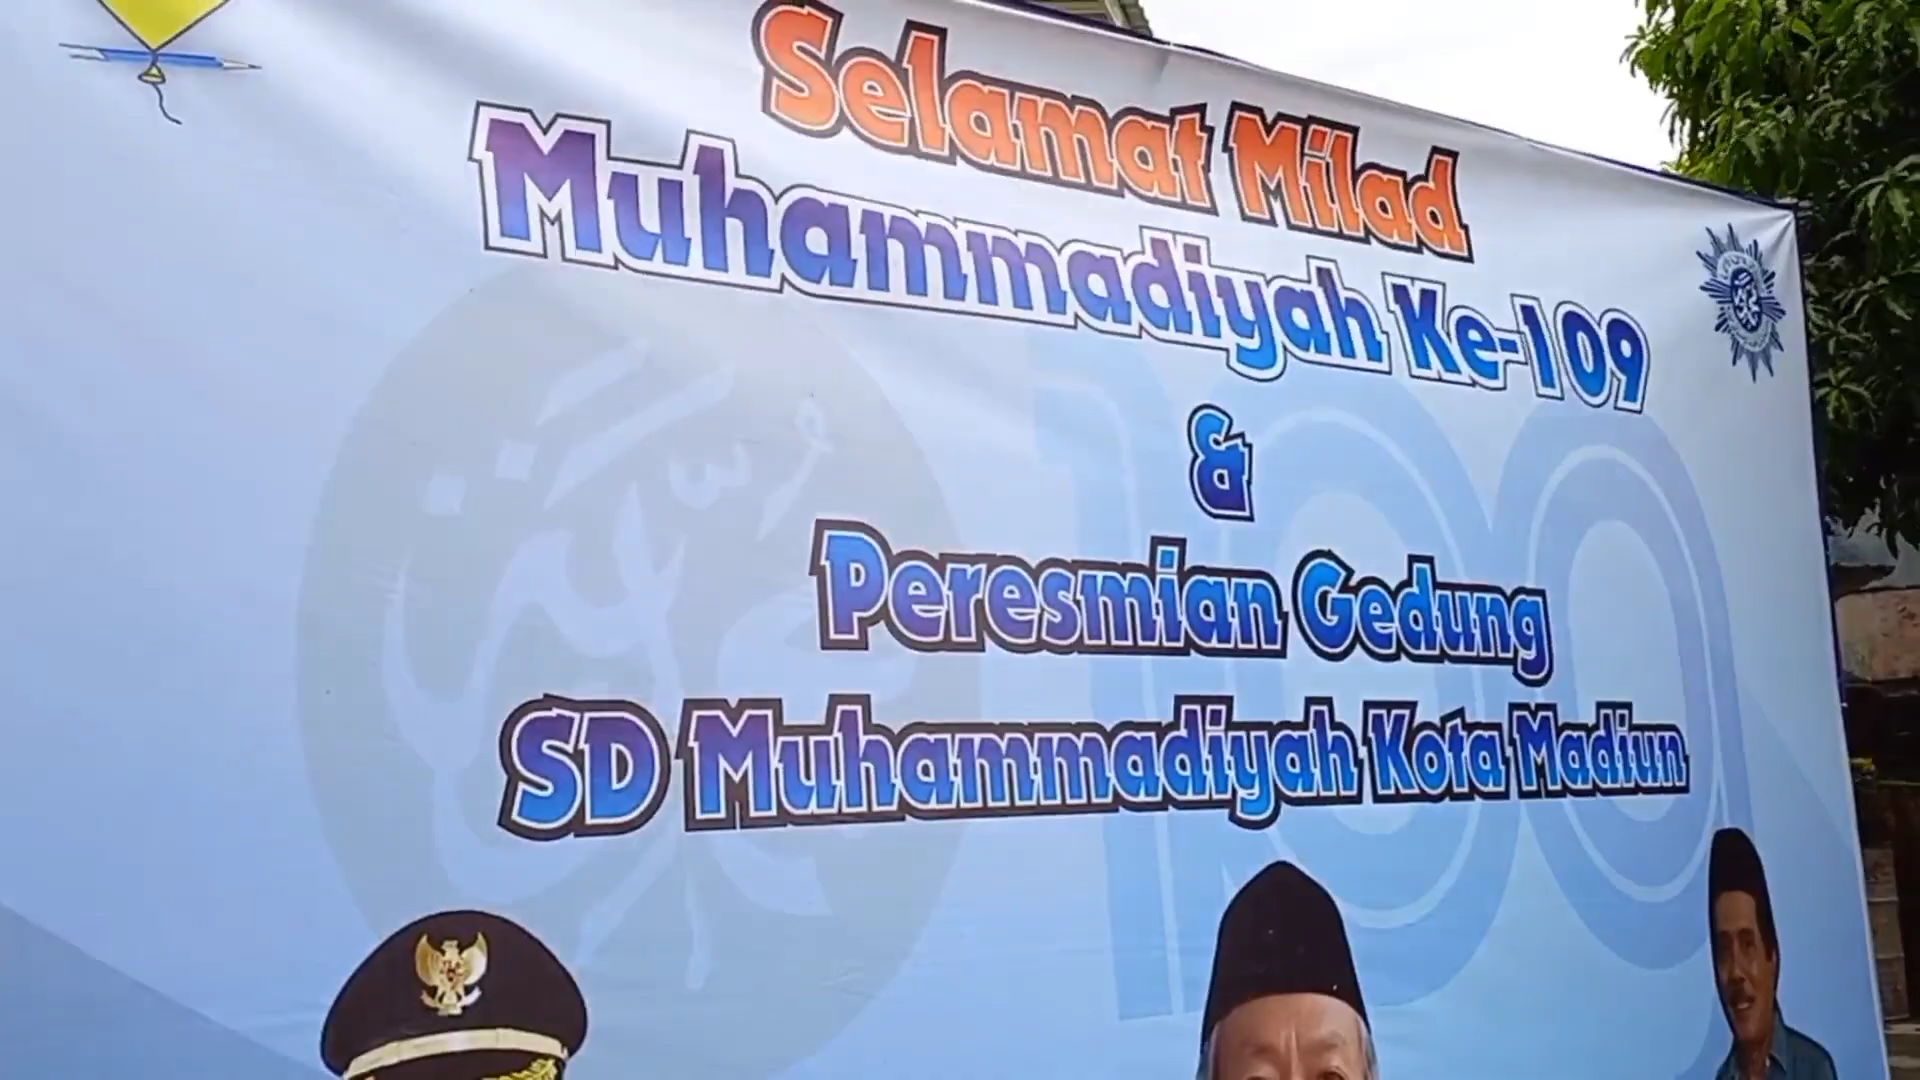 Selamat Milad
Muhammadiyah Ke-109
&
Peresmian Gedung
SD Muhammadiyah Kota Madiun